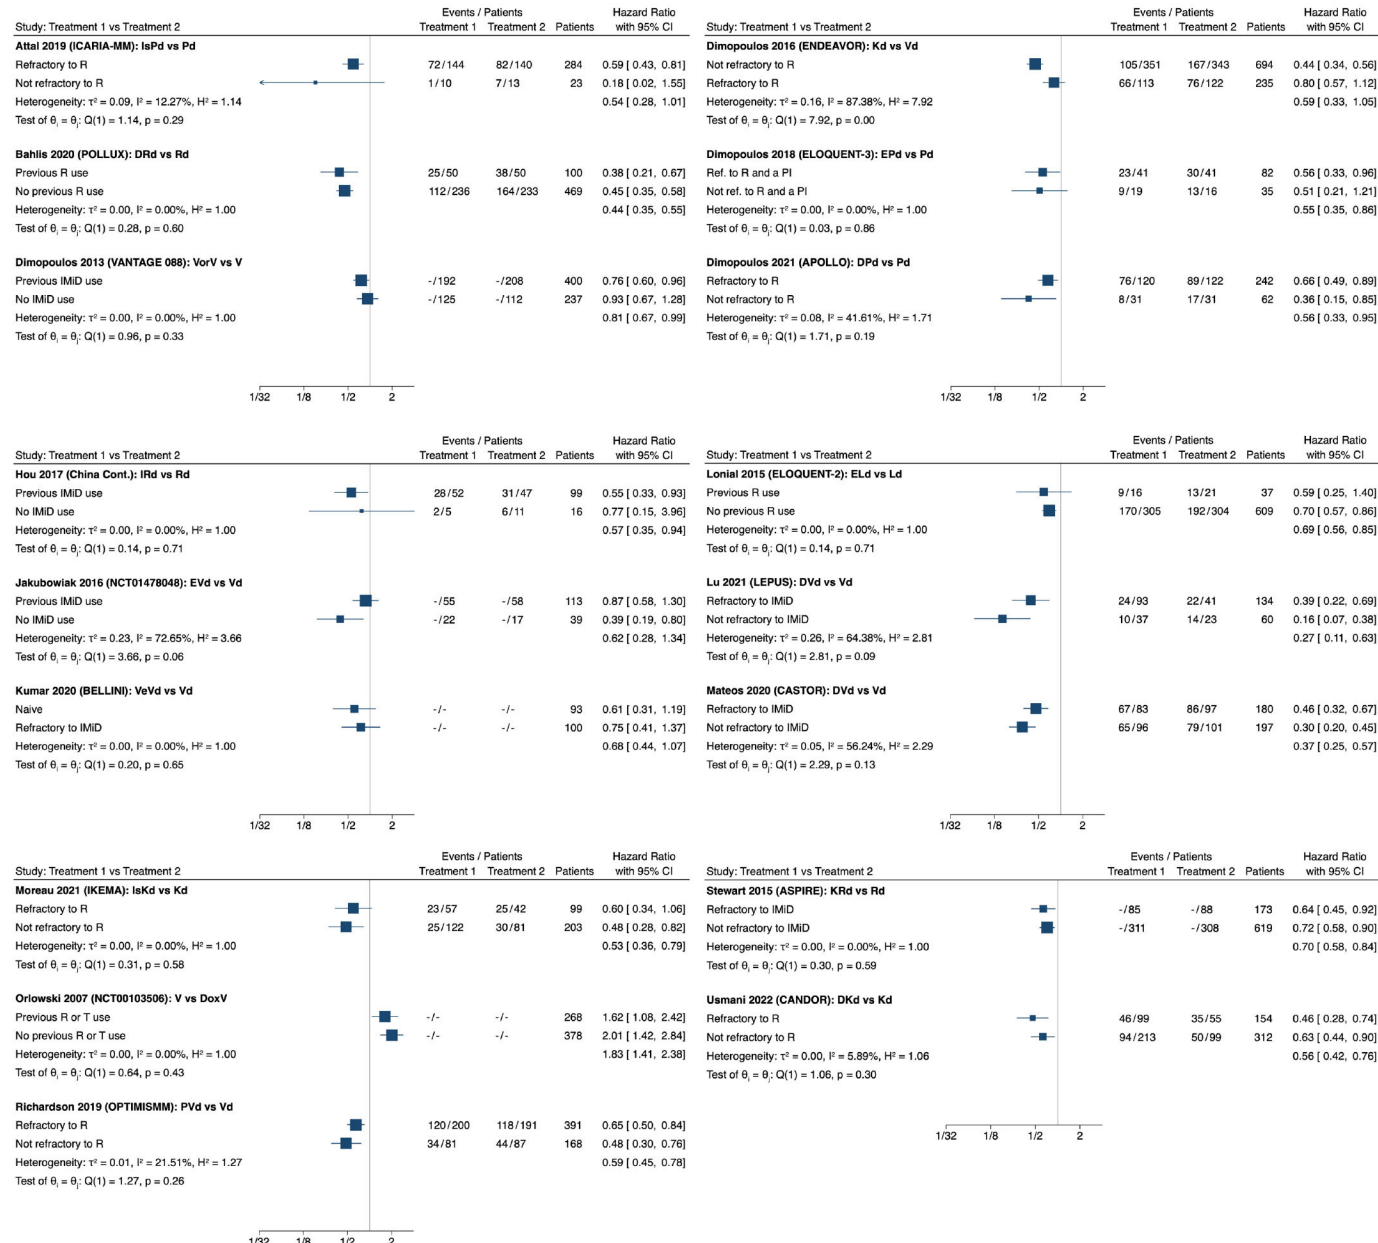 Events / Patients Hazard Ratio
Study: Treatment 1 vs Treatment 2 Treatment 1 Treatment 2 Patients with 95% CI
Attal 2019 (ICARIA-MM): IsPd vs Pd
Refractory to R 72/144 82/140 284 0.59 [ 0.43, 0.81]
Not refractory to R 1/10 7/13 23 0.18 [ 0.02, 1.55]
Heterogeneity: τ² = 0.09, I² = 12.27%, H² = 1.14 0.54 [ 0.28, 1.01]
Test of θᵢ = θⱼ: Q(1) = 1.14, p = 0.29
Bahlis 2020 (POLLUX): DRd vs Rd
Previous R use 25/50 38/50 100 0.38 [ 0.21, 0.67]
No previous R use 112/236 164/233 469 0.45 [ 0.35, 0.58]
Heterogeneity: τ² = 0.00, I² = 0.00%, H² = 1.00 0.44 [ 0.35, 0.55]
Test of θᵢ = θⱼ: Q(1) = 0.28, p = 0.60
Dimopoulos 2013 (VANTAGE 088): VorV vs V
Previous IMiD use -/192 -/208 400 0.76 [ 0.60, 0.96]
No IMiD use -/125 -/112 237 0.93 [ 0.67, 1.28]
Heterogeneity: τ² = 0.00, I² = 0.00%, H² = 1.00 0.81 [ 0.67, 0.99]
Test of θᵢ = θⱼ: Q(1) = 0.96, p = 0.33
1/32 1/8 1/2 2
Events / Patients Hazard Ratio
Study: Treatment 1 vs Treatment 2 Treatment 1 Treatment 2 Patients with 95% CI
Dimopoulos 2016 (ENDEAVOR): Kd vs Vd
Not refractory to R 105/351 167/343 694 0.44 [ 0.34, 0.56]
Refractory to R 66/113 76/122 235 0.80 [ 0.57, 1.12]
Heterogeneity: τ² = 0.16, I² = 87.38%, H² = 7.92 0.59 [ 0.33, 1.05]
Test of θᵢ = θⱼ: Q(1) = 7.92, p = 0.00
Dimopoulos 2018 (ELOQUENT-3): EPd vs Pd
Ref. to R and a PI 23/41 30/41 82 0.56 [ 0.33, 0.96]
Not ref. to R and a PI 9/19 13/16 35 0.51 [ 0.21, 1.21]
Heterogeneity: τ² = 0.00, I² = 0.00%, H² = 1.00 0.55 [ 0.35, 0.86]
Test of θᵢ = θⱼ: Q(1) = 0.03, p = 0.86
Dimopoulos 2021 (APOLLO): DPd vs Pd
Refractory to R 76/120 89/122 242 0.66 [ 0.49, 0.89]
Not refractory to R 8/31 17/31 62 0.36 [ 0.15, 0.85]
Heterogeneity: τ² = 0.08, I² = 41.61%, H² = 1.71 0.56 [ 0.33, 0.95]
Test of θᵢ = θⱼ: Q(1) = 1.71, p = 0.19
1/32 1/8 1/2 2
Events / Patients Hazard Ratio
Study: Treatment 1 vs Treatment 2 Treatment 1 Treatment 2 Patients with 95% CI
Hou 2017 (China Cont.): IRd vs Rd
Previous IMiD use 28/52 31/47 99 0.55 [ 0.33, 0.93]
No IMiD use 2/5 6/11 16 0.77 [ 0.15, 3.96]
Heterogeneity: τ² = 0.00, I² = 0.00%, H² = 1.00 0.57 [ 0.35, 0.94]
Test of θᵢ = θⱼ: Q(1) = 0.14, p = 0.71
Jakubowiak 2016 (NCT01478048): EVd vs Vd
Previous IMiD use -/55 -/58 113 0.87 [ 0.58, 1.30]
No IMiD use -/22 -/17 39 0.39 [ 0.19, 0.80]
Heterogeneity: τ² = 0.23, I² = 72.65%, H² = 3.66 0.62 [ 0.28, 1.34]
Test of θᵢ = θⱼ: Q(1) = 3.66, p = 0.06
Kumar 2020 (BELLINI): VeVd vs Vd
Naive -/- -/- 93 0.61 [ 0.31, 1.19]
Refractory to IMiD -/- -/- 100 0.75 [ 0.41, 1.37]
Heterogeneity: τ² = 0.00, I² = 0.00%, H² = 1.00 0.68 [ 0.44, 1.07]
Test of θᵢ = θⱼ: Q(1) = 0.20, p = 0.65
1/32 1/8 1/2 2
Events / Patients Hazard Ratio
Study: Treatment 1 vs Treatment 2 Treatment 1 Treatment 2 Patients with 95% CI
Lonial 2015 (ELOQUENT-2): ELd vs Ld
Previous R use 9/16 13/21 37 0.59 [ 0.25, 1.40]
No previous R use 170/305 192/304 609 0.70 [ 0.57, 0.86]
Heterogeneity: τ² = 0.00, I² = 0.00%, H² = 1.00 0.69 [ 0.56, 0.85]
Test of θᵢ = θⱼ: Q(1) = 0.14, p = 0.71
Lu 2021 (LEPUS): DVd vs Vd
Refractory to IMiD 24/93 22/41 134 0.39 [ 0.22, 0.69]
Not refractory to IMiD 10/37 14/23 60 0.16 [ 0.07, 0.38]
Heterogeneity: τ² = 0.26, I² = 64.38%, H² = 2.81 0.27 [ 0.11, 0.63]
Test of θᵢ = θⱼ: Q(1) = 2.81, p = 0.09
Mateos 2020 (CASTOR): DVd vs Vd
Refractory to IMiD 67/83 86/97 180 0.46 [ 0.32, 0.67]
Not refractory to IMiD 65/96 79/101 197 0.30 [ 0.20, 0.45]
Heterogeneity: τ² = 0.05, I² = 56.24%, H² = 2.29 0.37 [ 0.25, 0.57]
Test of θᵢ = θⱼ: Q(1) = 2.29, p = 0.13
1/32 1/8 1/2 2
Events / Patients Hazard Ratio
Study: Treatment 1 vs Treatment 2 Treatment 1 Treatment 2 Patients with 95% CI
Moreau 2021 (IKEMA): IsKd vs Kd
Refractory to R 23/57 25/42 99 0.60 [ 0.34, 1.06]
Not refractory to R 25/122 30/81 203 0.48 [ 0.28, 0.82]
Heterogeneity: τ² = 0.00, I² = 0.00%, H² = 1.00 0.53 [ 0.36, 0.79]
Test of θᵢ = θⱼ: Q(1) = 0.31, p = 0.58
Orlowski 2007 (NCT00103506): V vs DoxV
Previous R or T use -/- -/- 268 1.62 [ 1.08, 2.42]
No previous R or T use -/- -/- 378 2.01 [ 1.42, 2.84]
Heterogeneity: τ² = 0.00, I² = 0.00%, H² = 1.00 1.83 [ 1.41, 2.38]
Test of θᵢ = θⱼ: Q(1) = 0.64, p = 0.43
Richardson 2019 (OPTIMISMM): PVd vs Vd
Refractory to R 120/200 118/191 391 0.65 [ 0.50, 0.84]
Not refractory to R 34/81 44/87 168 0.48 [ 0.30, 0.76]
Heterogeneity: τ² = 0.01, I² = 21.51%, H² = 1.27 0.59 [ 0.45, 0.78]
Test of θᵢ = θⱼ: Q(1) = 1.27, p = 0.26
1/32 1/8 1/2 2
Events / Patients Hazard Ratio
Study: Treatment 1 vs Treatment 2 Treatment 1 Treatment 2 Patients with 95% CI
Stewart 2015 (ASPIRE): KRd vs Rd
Refractory to IMiD -/85 -/88 173 0.64 [ 0.45, 0.92]
Not refractory to IMiD -/311 -/308 619 0.72 [ 0.58, 0.90]
Heterogeneity: τ² = 0.00, I² = 0.00%, H² = 1.00 0.70 [ 0.58, 0.84]
Test of θᵢ = θⱼ: Q(1) = 0.30, p = 0.59
Usmani 2022 (CANDOR): DKd vs Kd
Refractory to R 46/99 35/55 154 0.46 [ 0.28, 0.74]
Not refractory to R 94/213 50/99 312 0.63 [ 0.44, 0.90]
Heterogeneity: τ² = 0.00, I² = 5.89%, H² = 1.06 0.56 [ 0.42, 0.76]
Test of θᵢ = θⱼ: Q(1) = 1.06, p = 0.30
1/32 1/8 1/2 2